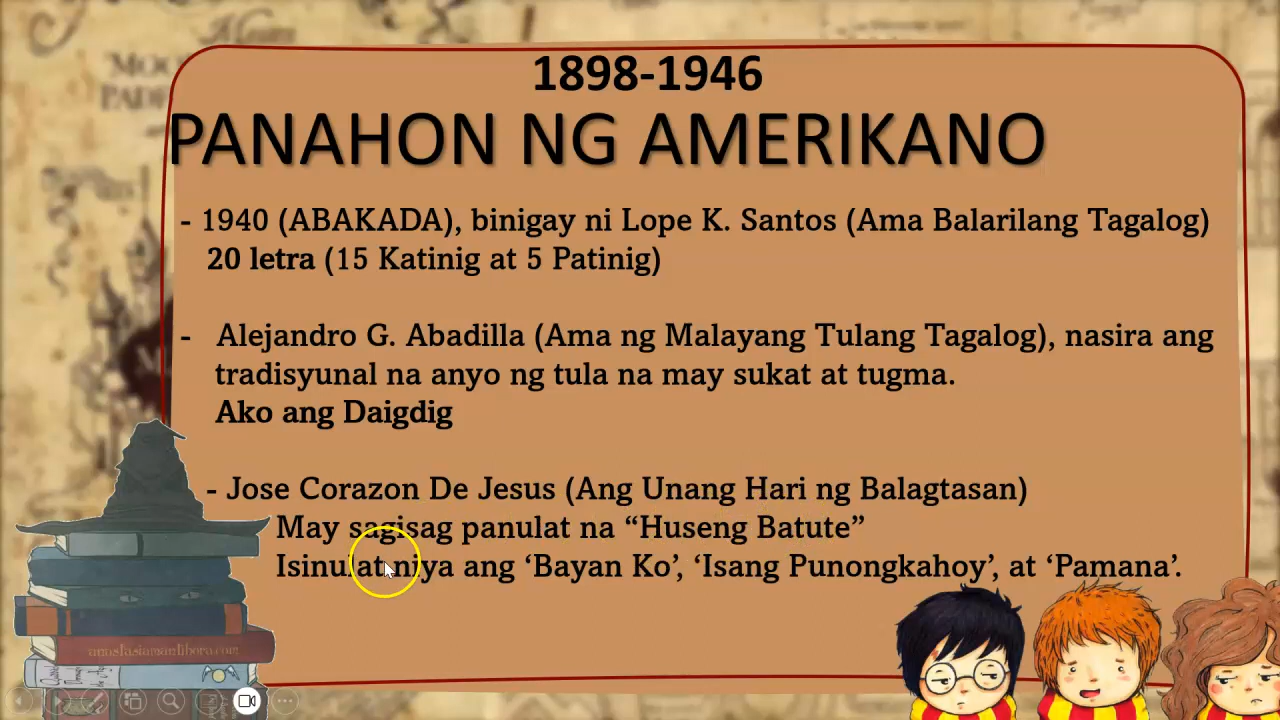 1898-1946
PANAHON NG AMERIKANO
- 1940 (ABAKADA), binigay ni Lope K. Santos (Ama Balarilang Tagalog)
20 letra (15 Katinig at 5 Patinig)
- Alejandro G. Abadilla (Ama ng Malayang Tulang Tagalog), nasira ang
tradisyunal na anyo ng tula na may sukat at tugma.
Ako ang Daigdig
- Jose Corazon De Jesus (Ang Unang Hari ng Balagtasan)
May sagisag panulat na “Huseng Batute”
Isinulat niya ang ‘Bayan Ko’, ‘Isang Punongkahoy’, at ‘Pamana’.